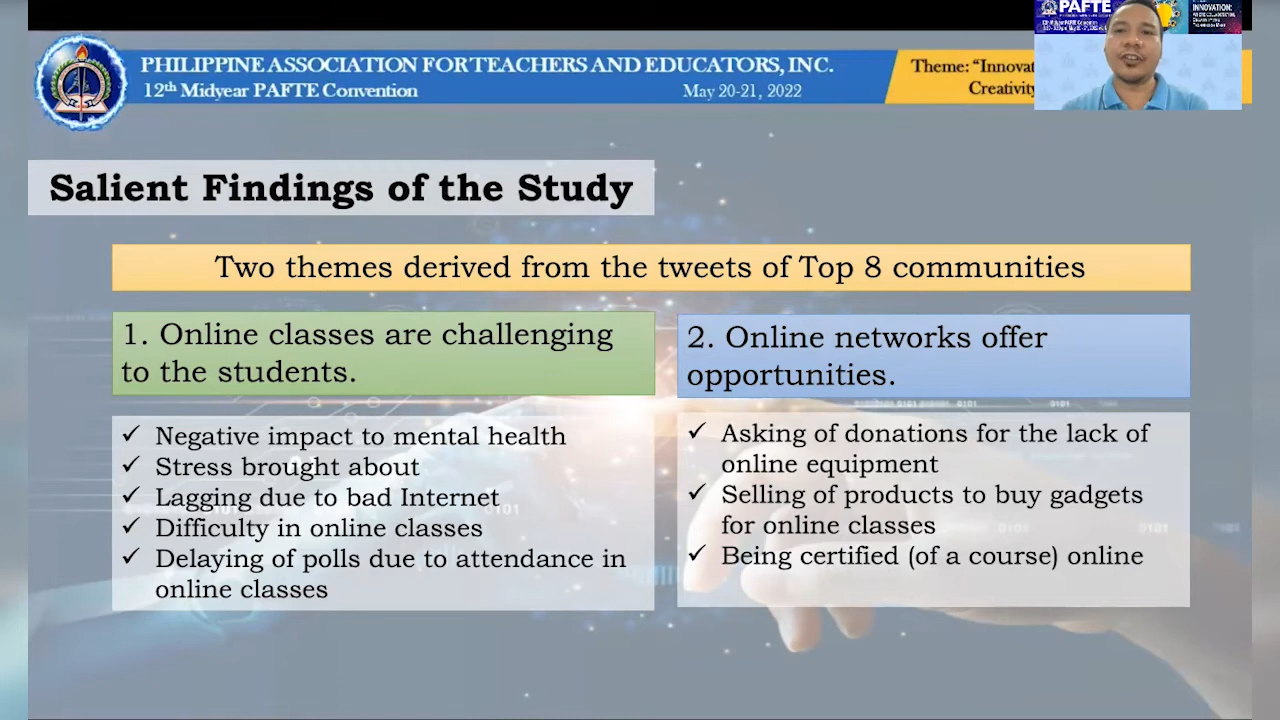 PAFTE
INNOVATION:
PHILIPPINE ASSOCIATION FOR TEACHERS AND EDUCATORS, INC.
12th Midyear PAFTE Convention
May 20-21, 2022
Theme: “Innovat
Creativity
Salient Findings of the Study
Two themes derived from the tweets of Top 8 communities
1. Online classes are challenging
to the students.
✓ Negative impact to mental health
✓ Stress brought about
✓ Lagging due to bad Internet
✓ Difficulty in online classes
✓ Delaying of polls due to attendance in
online classes
2. Online networks offer
opportunities.
✓ Asking of donations for the lack of
online equipment
✓ Selling of products to buy gadgets
for online classes
✓ Being certified (of a course) online